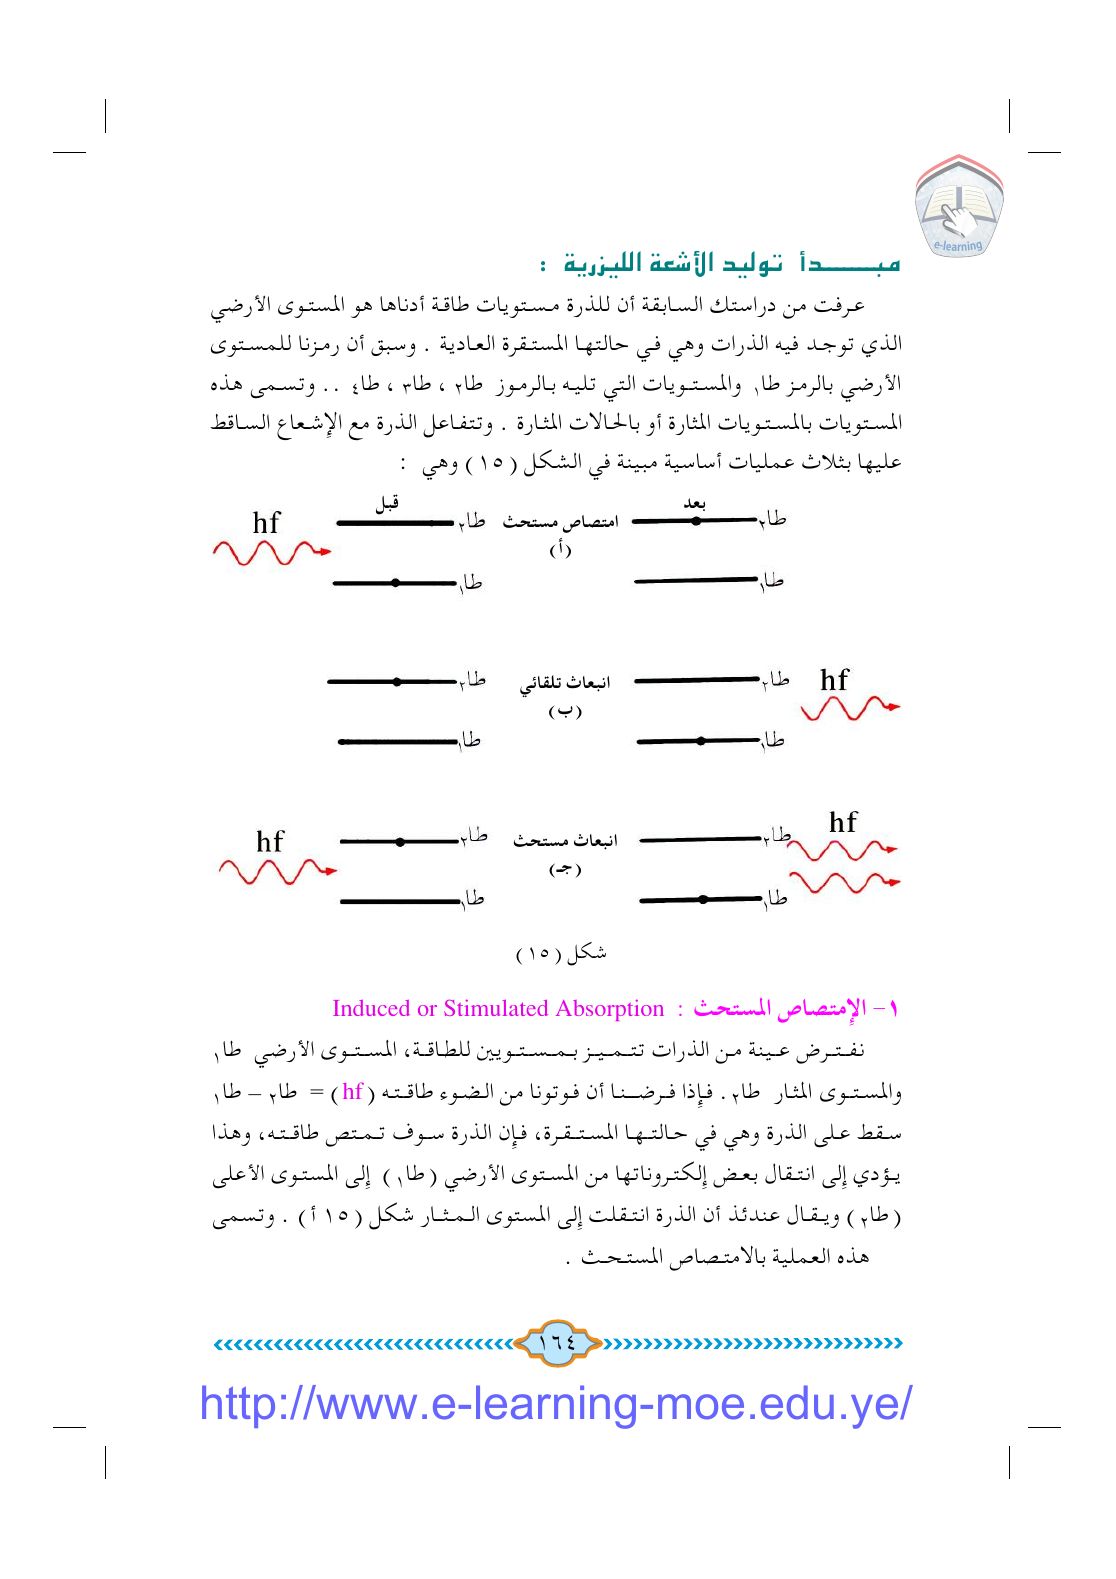 e-learning
مبــــدأ توليد الأشعة الليزرية :
عرفت من دراستك السابقة أن للذرة مستويات طاقة أدناها هو المستوى الأرضي
الذي توجد فيه الذرات وهي في حالتها المستقرة العادية . وسبق أن رمزنا للمستوى
الأرضي بالرمز طا١ والمستويات التي تليه بالرموز طا٢ ، طا٣ ، طا٤ .. وتسمى هذه
المستويات بالمستويات المثارة أو بالحالات المثارة . وتتفاعل الذرة مع الإشعاع الساقط
عليها بثلاث عمليات أساسية مبينة في الشكل ( ١٥ ) وهي :
قبل
بعد
hf
طا٢
امتصاص مستحث
طا٢
(أ)
طا١
طا١
طا٢
انبعاث تلقائي
طا٢
hf
(ب)
طا١
طا١
hf
hf
طا٢
انبعاث مستحث
طا٢
(جـ)
طا١
طا١
شكل ( ١٥ )
١- الإمتصاص المستحث : Induced or Stimulated Absorption
نفترض عينة من الذرات تتميز بمستويين للطاقة، المستوى الأرضي طا١
والمستوى المثار طا٢ . فإذا فرضنا أن فوتونا من الضوء طاقته ( hf ) = طا٢ – طا١
سقط على الذرة وهي في حالتها المستقرة، فإن الذرة سوف تمتص طاقته، وهذا
يؤدي إلى انتقال بعض إلكتروناتها من المستوى الأرضي ( طا١ ) إلى المستوى الأعلى
( طا٢ ) ويقال عندئذ أن الذرة انتقلت إلى المستوى المثار شكل ( ١٥ أ ) . وتسمى
هذه العملية بالامتصاص المستحث .
١٦٤
http://www.e-learning-moe.edu.ye/